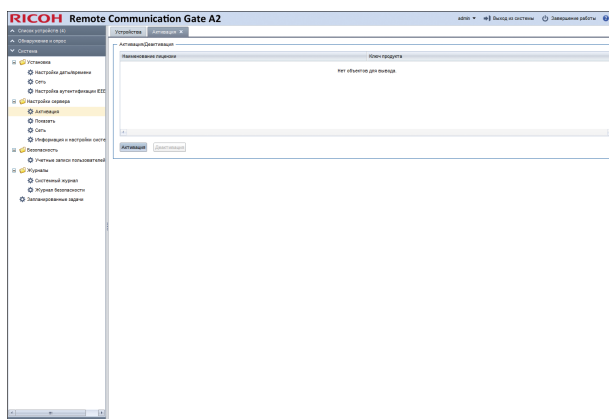 RICOH Remote Communication Gate A2
admin Выход из системы Завершение работы
Список устройств (4)
Обнаружение и опрос
Система
Установка
Настройки даты/времени
Сеть
Настройка аутентификации IEEE
Настройки сервера
Активация
Показать
Сеть
Информация и настройки систе
Безопасность
Учетные записи пользователей
Журналы
Системный журнал
Журнал безопасности
Запланированные задачи
Устройства Активация
Активация/Деактивация
Наименование лицензии Ключ продукта
Нет объектов для вывода.
Активация Деактивация